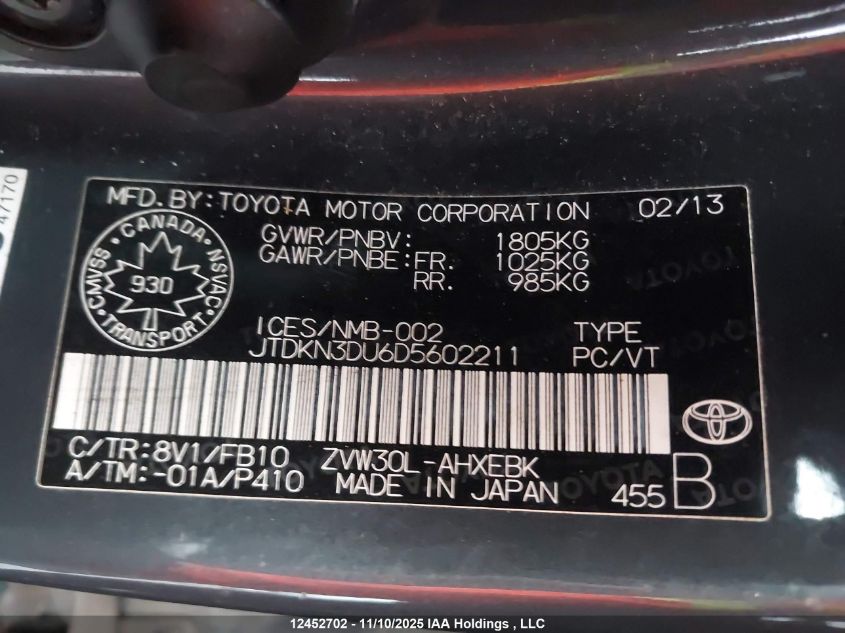 47170
MFD.BY:TOYOTA MOTOR CORPORATION 02/13
GVWR/PNBV: 1805KG
GAWR/PNBE:FR. 1025KG
RR. 985KG
CANADA
CMVSS 930 NSVAC
TRANSPORT
ICES/NMB-002 TYPE
JTDKN3DU6D5602211 PC/VT
C/TR:8V1/FB10 ZVW30L-AHXEBK
A/TM:-01A/P410 MADE IN JAPAN 455 B
TOYOTA
12452702 - 11/10/2025 IAA Holdings , LLC